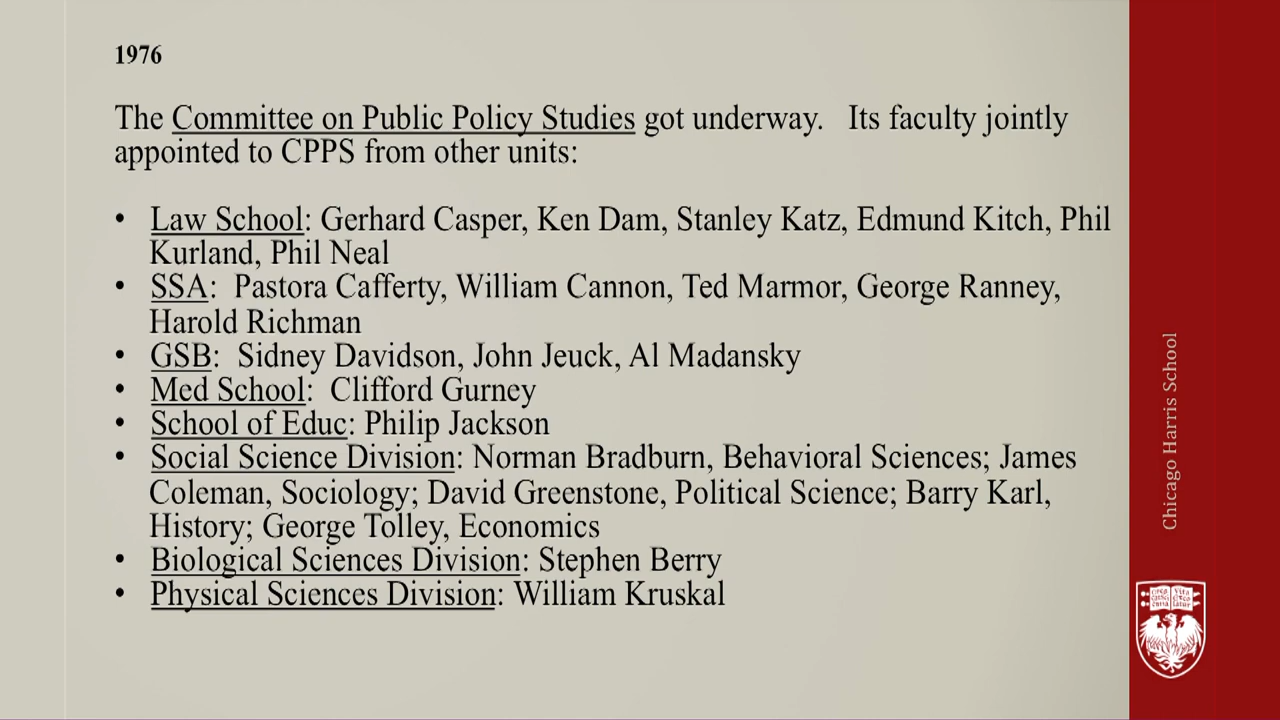 1976
The Committee on Public Policy Studies got underway. Its faculty jointly
appointed to CPPS from other units:
• Law School: Gerhard Casper, Ken Dam, Stanley Katz, Edmund Kitch, Phil
Kurland, Phil Neal
• SSA: Pastora Cafferty, William Cannon, Ted Marmor, George Ranney,
Harold Richman
• GSB: Sidney Davidson, John Jeuck, Al Madansky
• Med School: Clifford Gurney
• School of Educ: Philip Jackson
• Social Science Division: Norman Bradburn, Behavioral Sciences; James
Coleman, Sociology; David Greenstone, Political Science; Barry Karl,
History; George Tolley, Economics
• Biological Sciences Division: Stephen Berry
• Physical Sciences Division: William Kruskal
Chicago Harris School